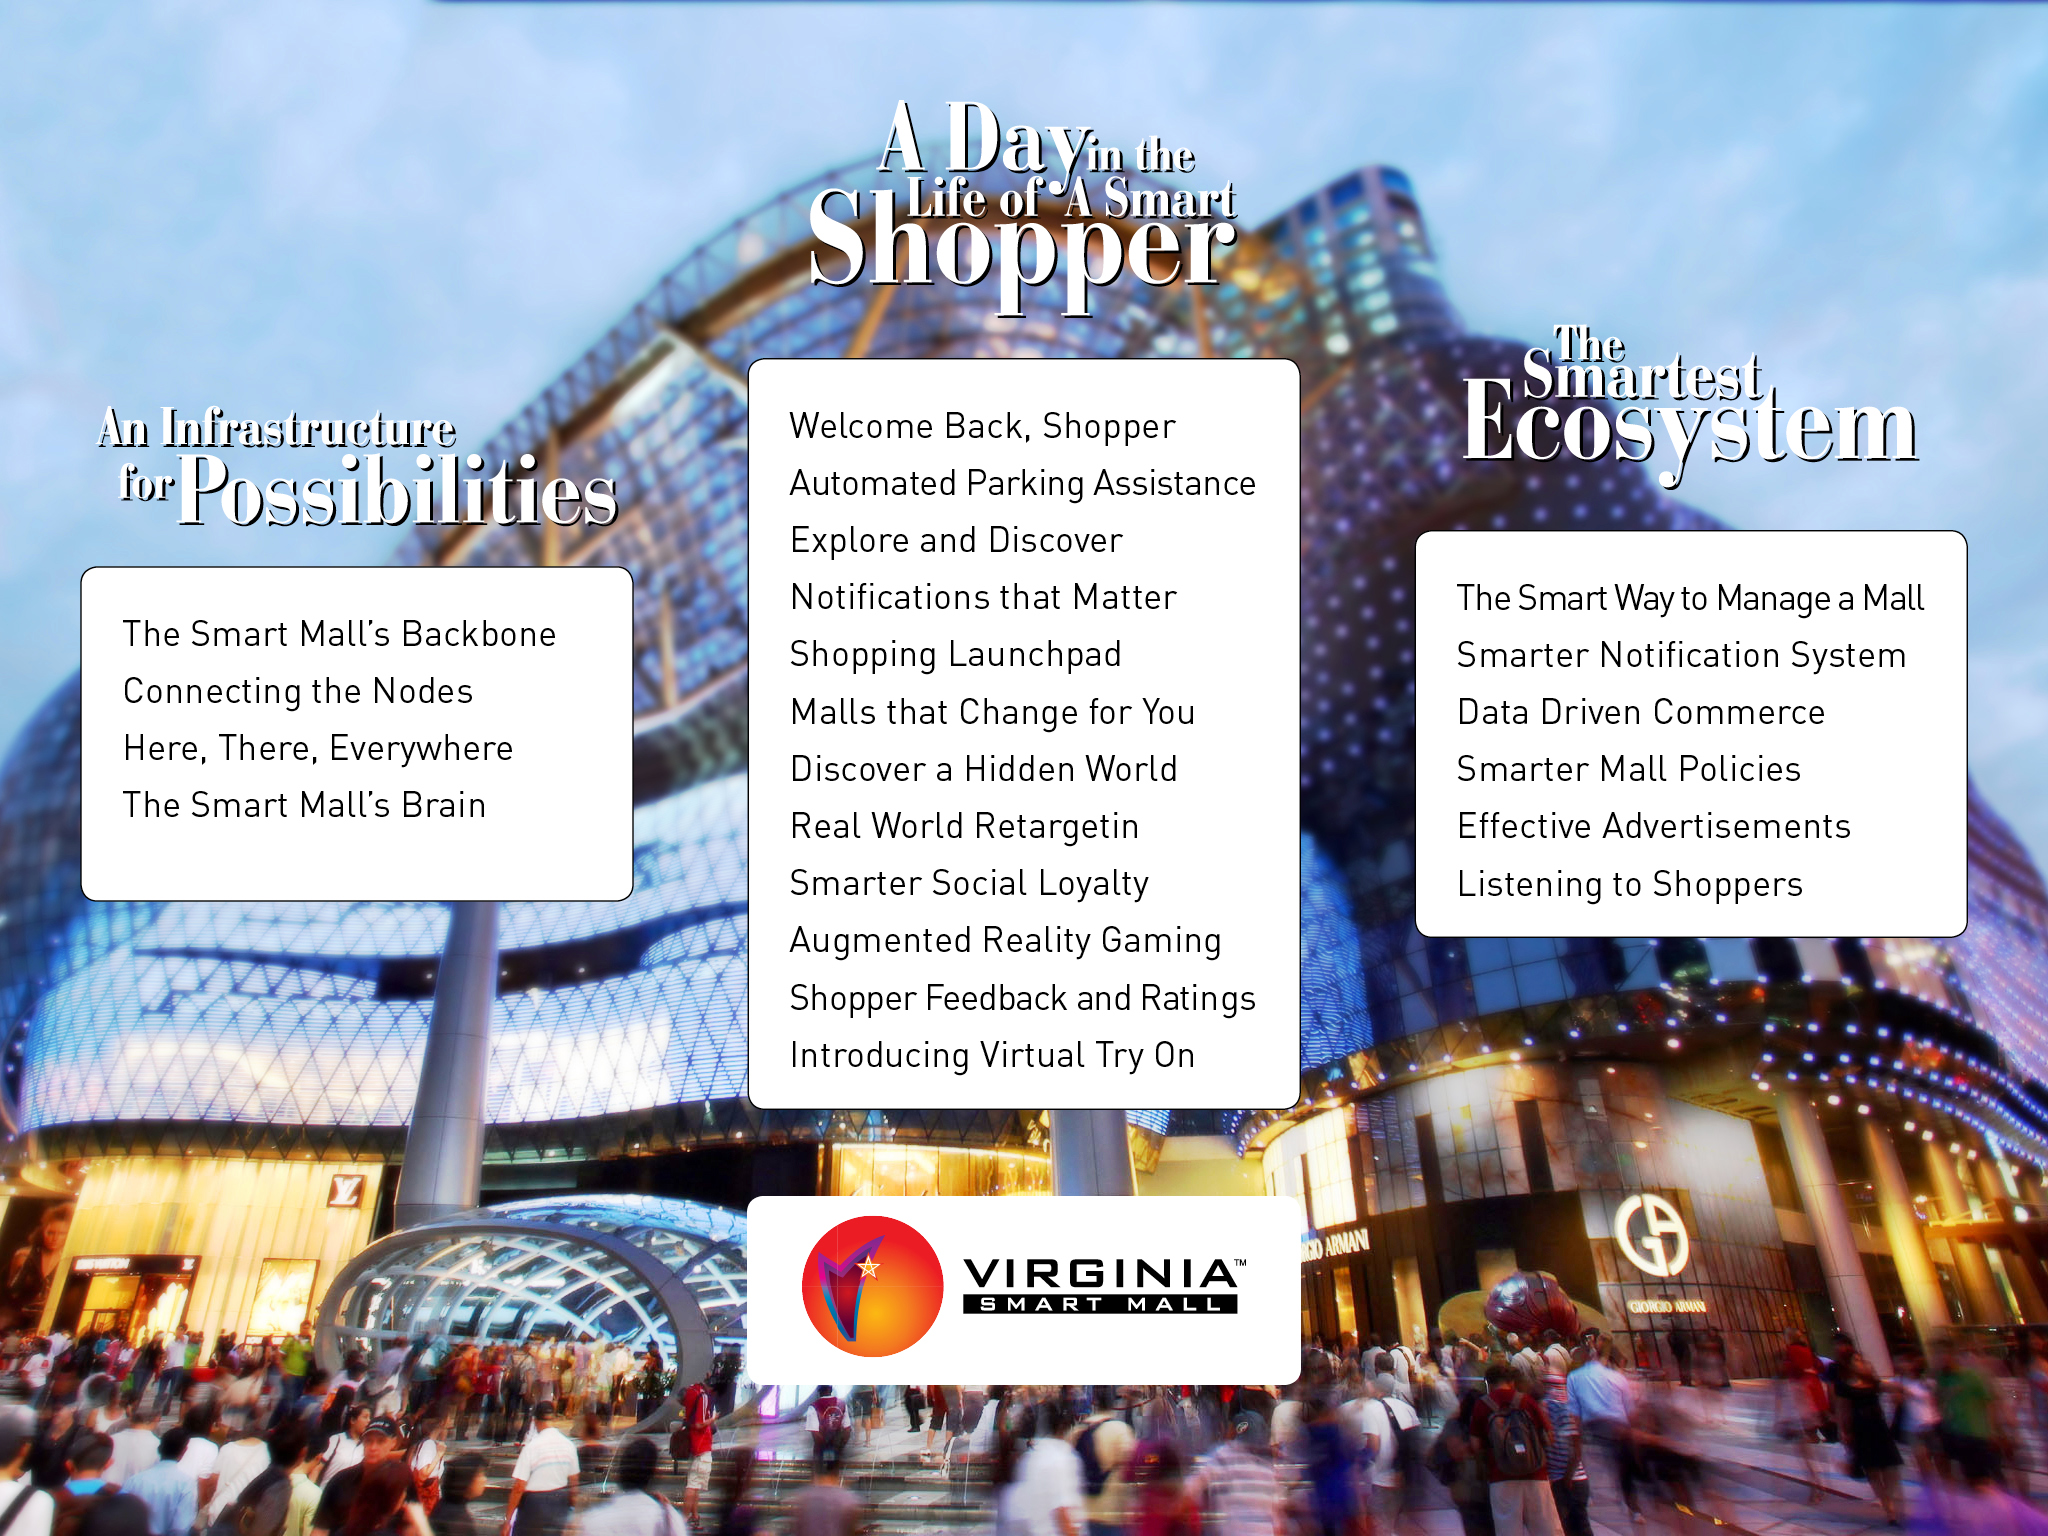 An Infrastructure
for Possibilities
The Smart Mall's Backbone
Connecting the Nodes
Here, There, Everywhere
The Smart Mall's Brain
A Day in the
Life of A Smart
Shopper
Welcome Back, Shopper
Automated Parking Assistance
Explore and Discover
Notifications that Matter
Shopping Launchpad
Malls that Change for You
Discover a Hidden World
Real World Retargetin
Smarter Social Loyalty
Augmented Reality Gaming
Shopper Feedback and Ratings
Introducing Virtual Try On
The
Smartest
Ecosystem
The Smart Way to Manage a Mall
Smarter Notification System
Data Driven Commerce
Smarter Mall Policies
Effective Advertisements
Listening to Shoppers
VIRGINIA™
SMART MALL
LV
ARMANI
GA
GIORGIO ARMANI